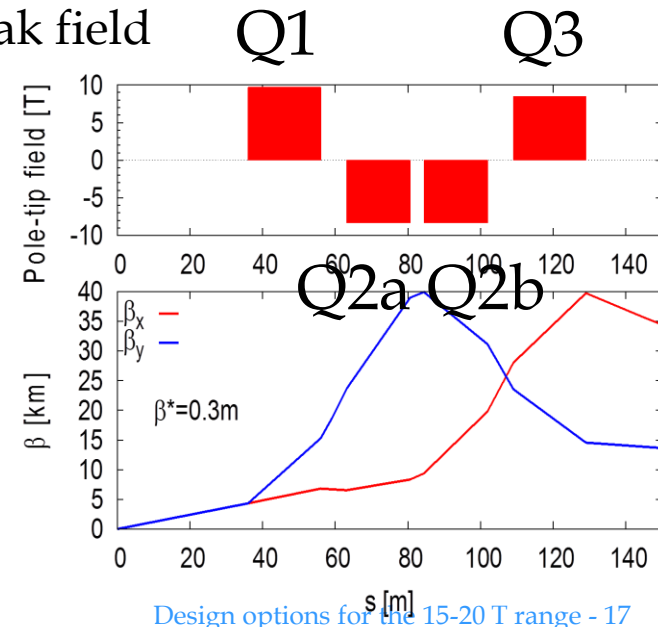 ak field
Q1 Q3
Pole-tip field [T]
10
5
0
-5
-10
0 20 40 60 80 100 120 140
Q2a Q2b
β [km]
40
35
30
25
20
15
10
5
0
βx
βy
β*=0.3m
0 20 40 60 80 100 120 140
s [m]
Design options for the 15-20 T range - 17